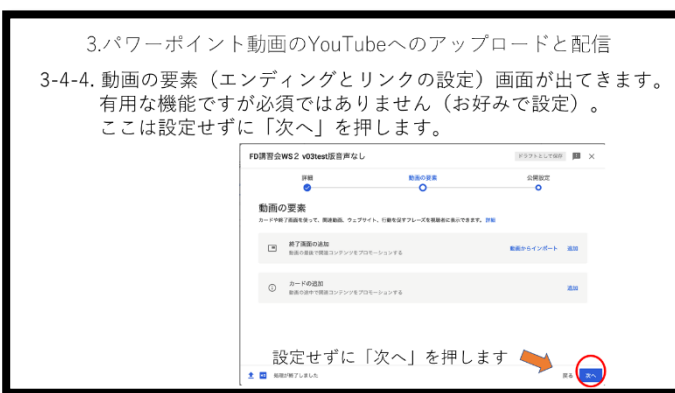 3.パワーポイント動画のYouTubeへのアップロードと配信
3-4-4. 動画の要素（エンディングとリンクの設定）画面が出てきます。
有用な機能ですが必須ではありません（お好みで設定）。
ここは設定せずに「次へ」を押します。
FD講習会WS２ v03test版音声なし
ドラフトとして保存
詳細
動画の要素
公開設定
動画の要素
カードや終了画面を使って、関連動画、ウェブサイト、行動を促すフレーズを視聴者に表示できます。 詳細
終了画面の追加
動画の最後で関連コンテンツをプロモーションする
動画からインポート
追加
カードの追加
動画の途中で関連コンテンツをプロモーションする
追加
設定せずに「次へ」を押します
処理が終了しました
戻る
次へ